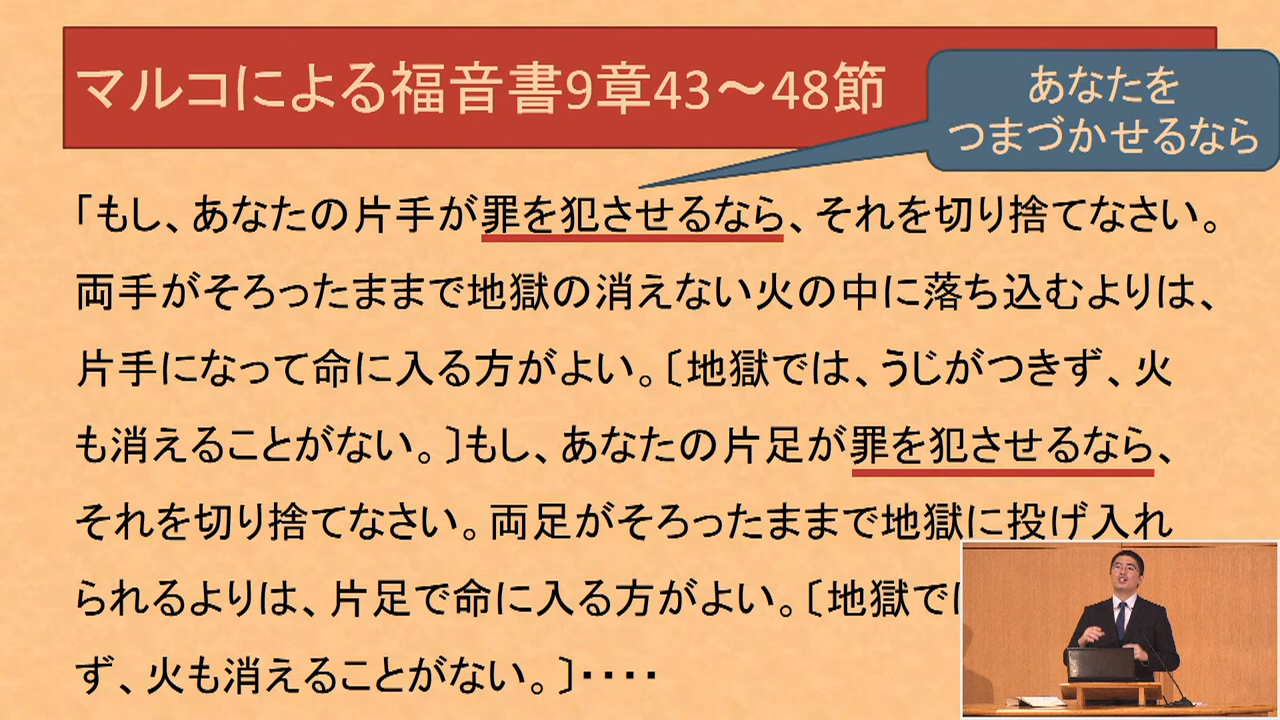 マルコによる福音書9章43～48節
あなたを
つまづかせるなら
「もし、あなたの片手が罪を犯させるなら、それを切り捨てなさい。
両手がそろったままで地獄の消えない火の中に落ち込むよりは、
片手になって命に入る方がよい。〔地獄では、うじがつきず、火
も消えることがない。〕もし、あなたの片足が罪を犯させるなら、
それを切り捨てなさい。両足がそろったままで地獄に投げ入れ
られるよりは、片足で命に入る方がよい。〔地獄で
ず、火も消えることがない。〕・・・・